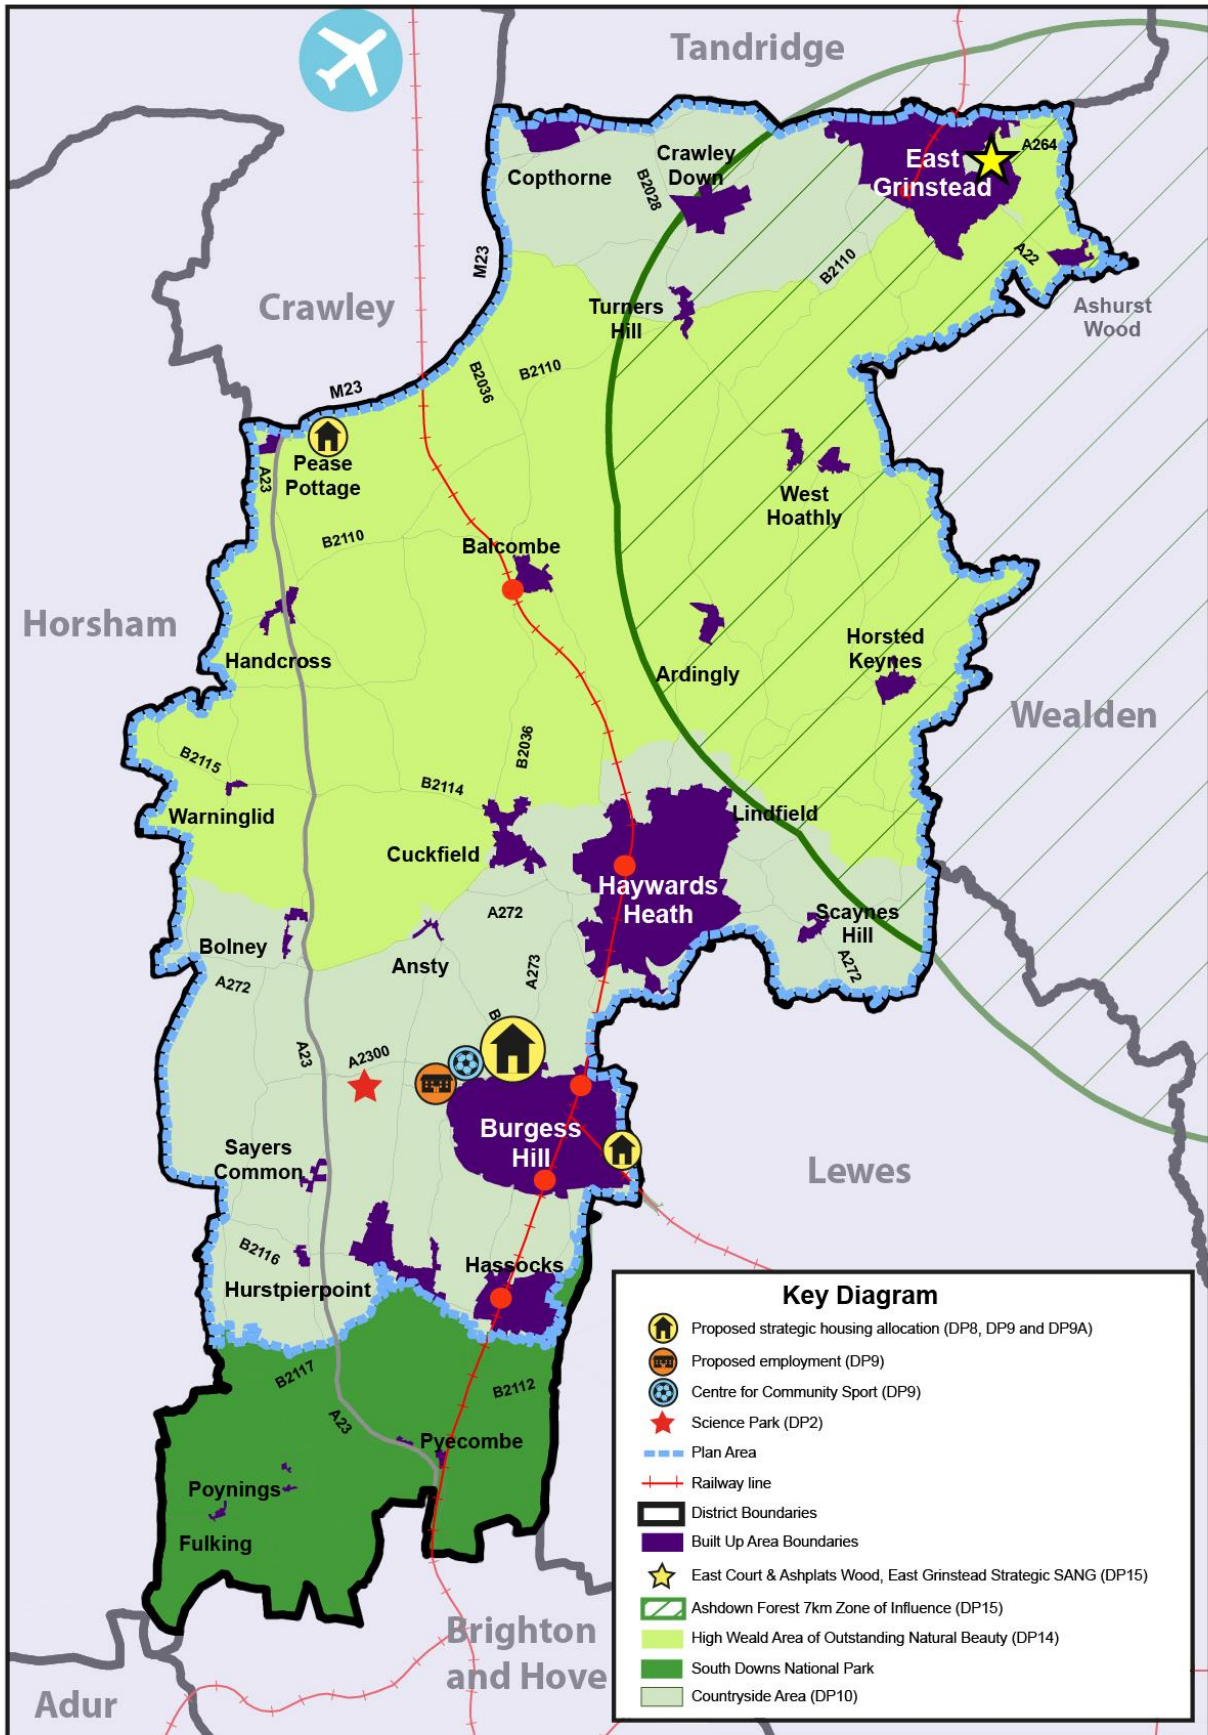 Tandridge
A264
East
Grinstead
Crawley
Down
Copthorne
B2028
M23
B2110
A22
Crawley
Turners
Hill
Ashurst
Wood
B2036
B2110
M23
Pease
Pottage
A23
West
Hoathly
B2110
Balcombe
Horsham
Handcross
Horsted
Keynes
Ardingly
Wealden
B2036
B2115
B2114
Warninglid
Lindfield
Cuckfield
Haywards
Heath
A272
Scaynes
Hill
Bolney
Ansty
A273
A272
A272
B
A23
A2300
Burgess
Hill
Sayers
Common
Lewes
B2116
Hassocks
Hurstpierpoint
B2117
B2112
A23
Pyecombe
Poynings
Fulking
Brighton
and Hove
Adur
Key Diagram
Proposed strategic housing allocation (DP8, DP9 and DP9A)
Proposed employment (DP9)
Centre for Community Sport (DP9)
Science Park (DP2)
Plan Area
Railway line
District Boundaries
Built Up Area Boundaries
East Court & Ashplats Wood, East Grinstead Strategic SANG (DP15)
Ashdown Forest 7km Zone of Influence (DP15)
High Weald Area of Outstanding Natural Beauty (DP14)
South Downs National Park
Countryside Area (DP10)